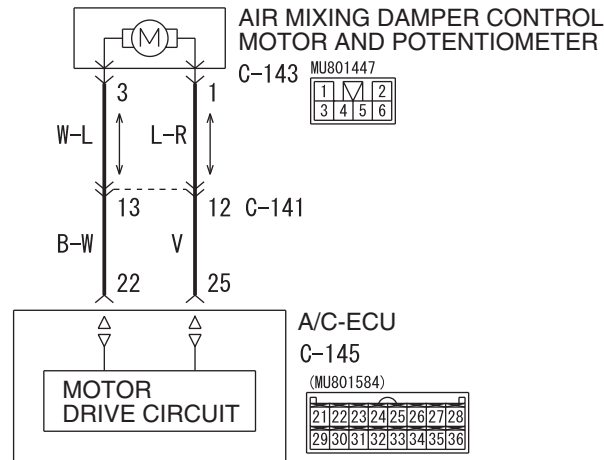 AIR MIXING DAMPER CONTROL
MOTOR AND POTENTIOMETER
M
C-143 MU801447
1 2
3 4 5 6
3 1
W-L L-R
13 12 C-141
B-W V
22 25
A/C-ECU
C-145
(MU801584)
MOTOR
DRIVE CIRCUIT
21 22 23 24 25 26 27 28
29 30 31 32 33 34 35 36